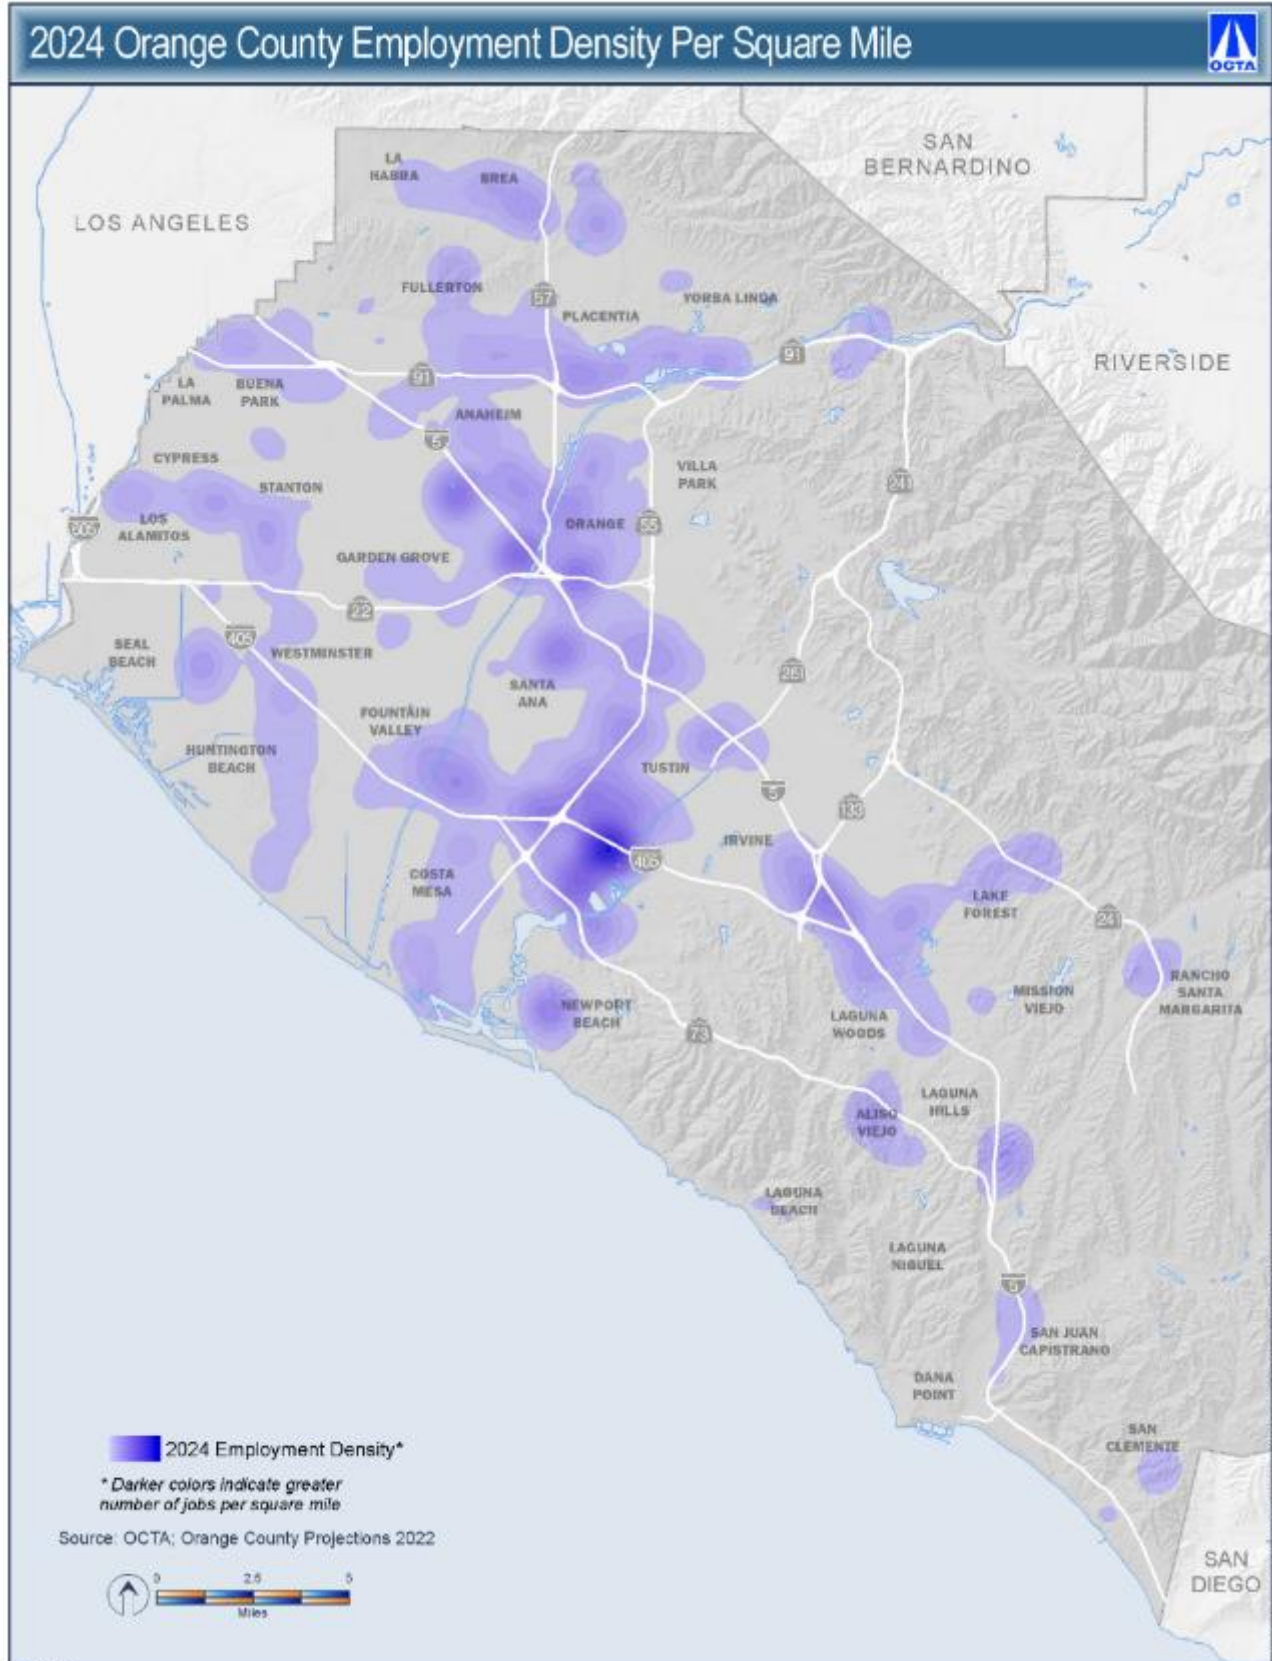 2024 Orange County Employment Density Per Square Mile
OCTA
SAN
BERNARDINO
LOS ANGELES
LA
HABRA
BREA
FULLERTON
57
PLACENTIA
YORBA LINDA
91
RIVERSIDE
LA
PALMA
BUENA
PARK
91
ANAHEIM
5
CYPRESS
STANTON
VILLA
PARK
241
605
LOS
ALAMITOS
ORANGE
55
GARDEN GROVE
22
405
SEAL
BEACH
WESTMINSTER
261
SANTA
ANA
FOUNTAIN
VALLEY
HUNTINGTON
BEACH
TUSTIN
5
133
IRVINE
405
COSTA
MESA
LAKE
FOREST
241
NEWPORT
BEACH
MISSION
VIEJO
RANCHO
SANTA
MARGARITA
LAGUNA
WOODS
73
LAGUNA
HILLS
ALISO
VIEJO
LAGUNA
BEACH
LAGUNA
NIGUEL
5
SAN JUAN
CAPISTRANO
DANA
POINT
SAN
CLEMENTE
2024 Employment Density*
* Darker colors indicate greater
number of jobs per square mile
Source: OCTA; Orange County Projections 2022
0 2.5 5
Miles
SAN
DIEGO